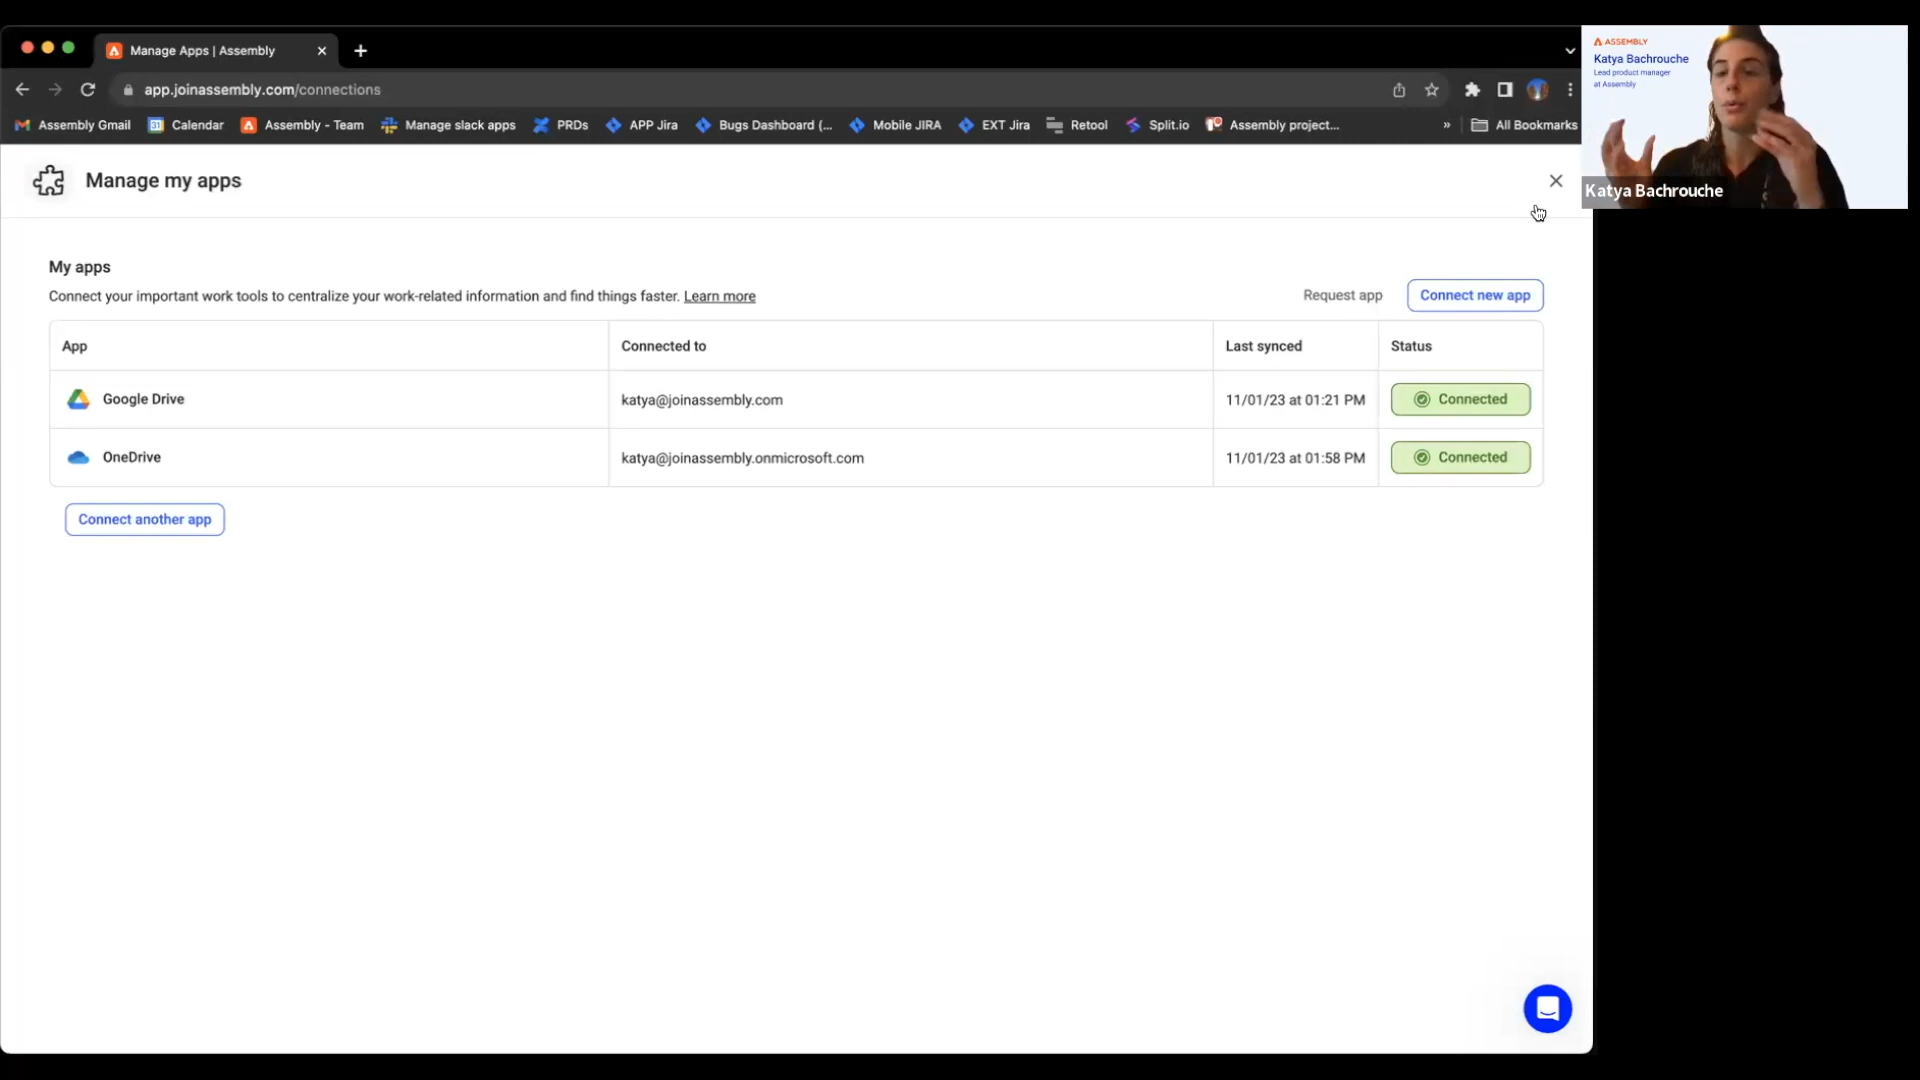 Manage Apps | Assembly
app.joinassembly.com/connections
Assembly Gmail
31
Calendar
Assembly - Team
Manage slack apps
PRDs
APP Jira
Bugs Dashboard (...
Mobile JIRA
EXT Jira
Retool
Split.io
Assembly project...
»
All Bookmarks
ASSEMBLY
Katya Bachrouche
Lead product manager
at Assembly
Katya Bachrouche
Manage my apps
My apps
Connect your important work tools to centralize your work-related information and find things faster. Learn more
Request app
Connect new app
App Connected to Last synced Status
Google Drive katya@joinassembly.com 11/01/23 at 01:21 PM Connected
OneDrive katya@joinassembly.onmicrosoft.com 11/01/23 at 01:58 PM Connected
Connect another app